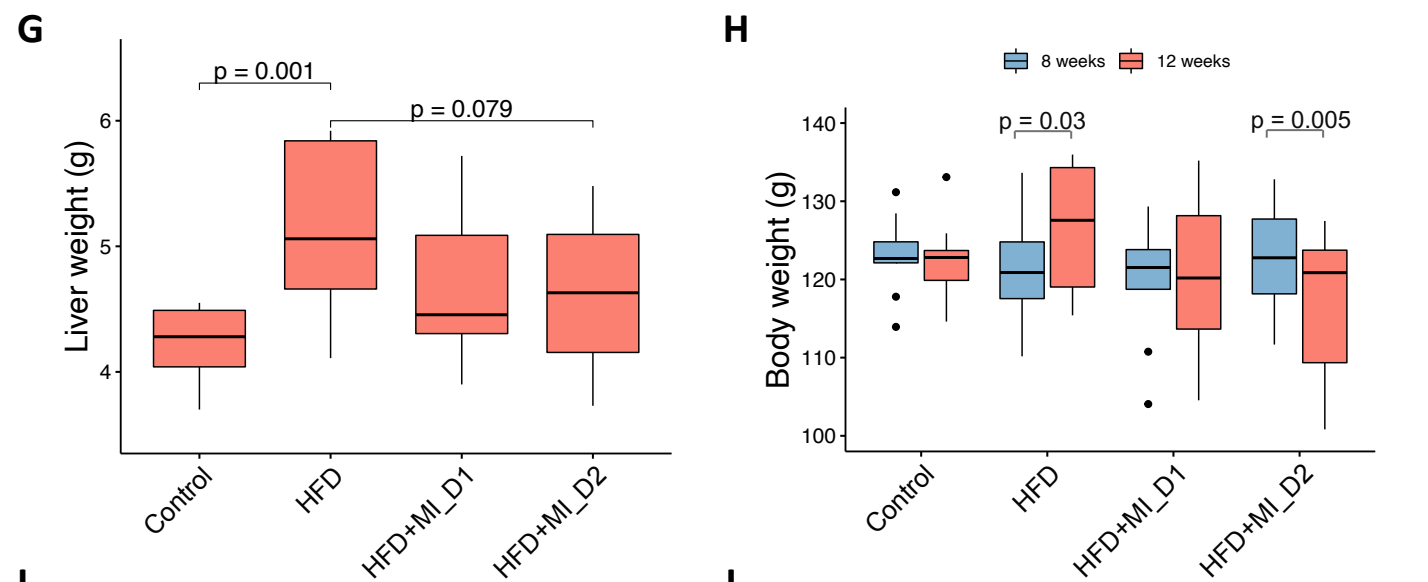 G
p = 0.001
p = 0.079
6
5
4
Liver weight (g)
Control
HFD
HFD+MI_D1
HFD+MI_D2
H
8 weeks
12 weeks
p = 0.03
p = 0.005
140
130
120
110
100
Body weight (g)
Control
HFD
HFD+MI_D1
HFD+MI_D2